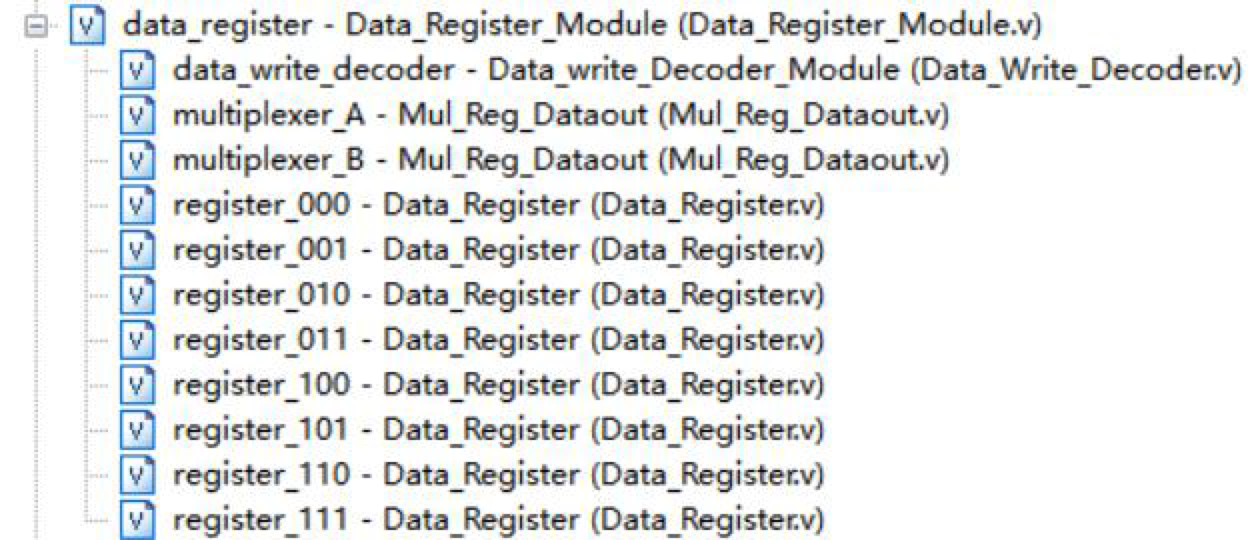 data_register - Data_Register_Module (Data_Register_Module.v)
data_write_decoder - Data_write_Decoder_Module (Data_Write_Decoder.v)
multiplexer_A - Mul_Reg_Dataout (Mul_Reg_Dataout.v)
multiplexer_B - Mul_Reg_Dataout (Mul_Reg_Dataout.v)
register_000 - Data_Register (Data_Register.v)
register_001 - Data_Register (Data_Register.v)
register_010 - Data_Register (Data_Register.v)
register_011 - Data_Register (Data_Register.v)
register_100 - Data_Register (Data_Register.v)
register_101 - Data_Register (Data_Register.v)
register_110 - Data_Register (Data_Register.v)
register_111 - Data_Register (Data_Register.v)